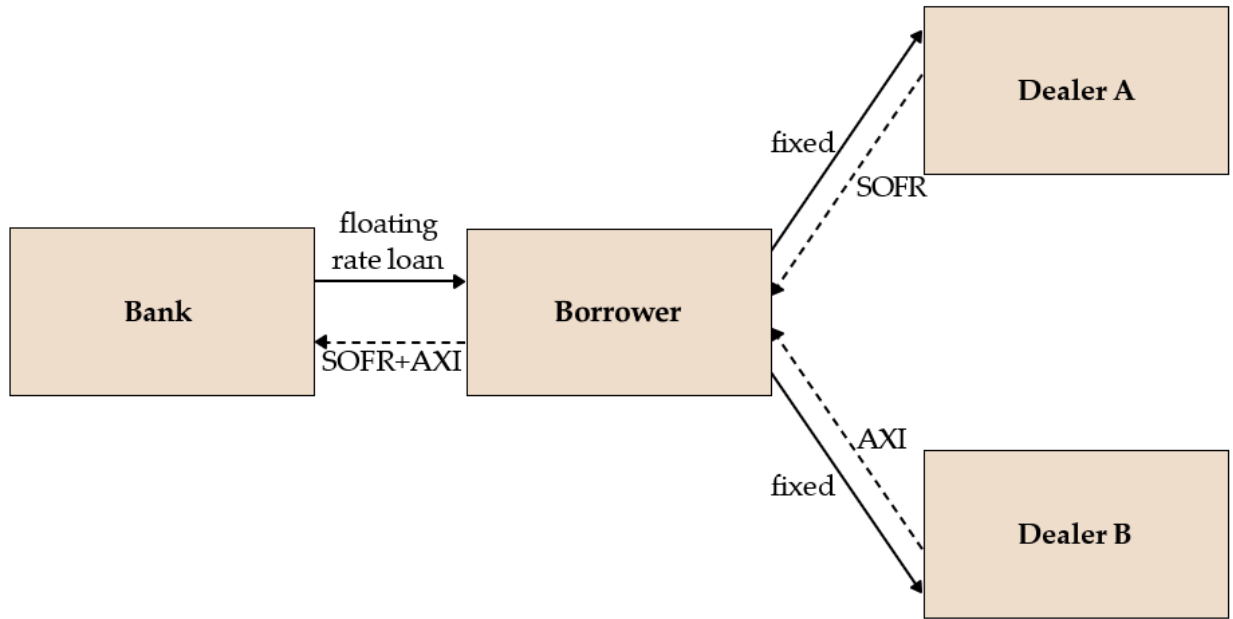 Dealer A
fixed
SOFR
floating
rate loan
Bank
Borrower
SOFR+AXI
AXI
fixed
Dealer B